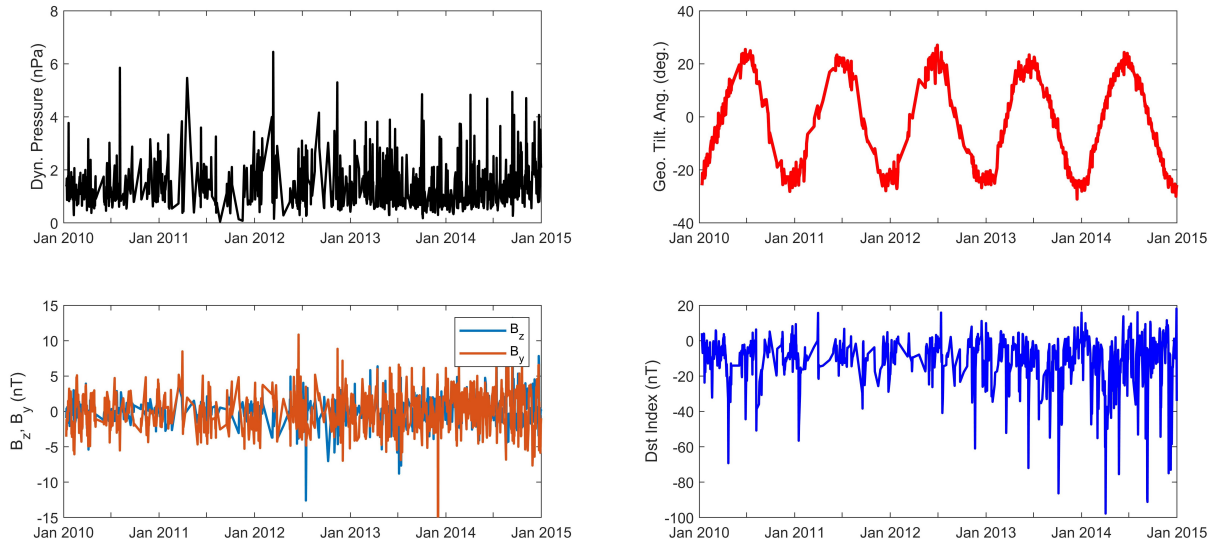 Dyn. Pressure (nPa)
8
6
4
2
0
Jan 2010 Jan 2011 Jan 2012 Jan 2013 Jan 2014 Jan 2015
Geo. Tilt. Ang. (deg.)
40
20
0
-20
-40
Jan 2010 Jan 2011 Jan 2012 Jan 2013 Jan 2014 Jan 2015
Bz, By (nT)
15
10
5
0
-5
-10
-15
Bz
By
Jan 2010 Jan 2011 Jan 2012 Jan 2013 Jan 2014 Jan 2015
Dst Index (nT)
20
0
-20
-40
-60
-80
-100
Jan 2010 Jan 2011 Jan 2012 Jan 2013 Jan 2014 Jan 2015